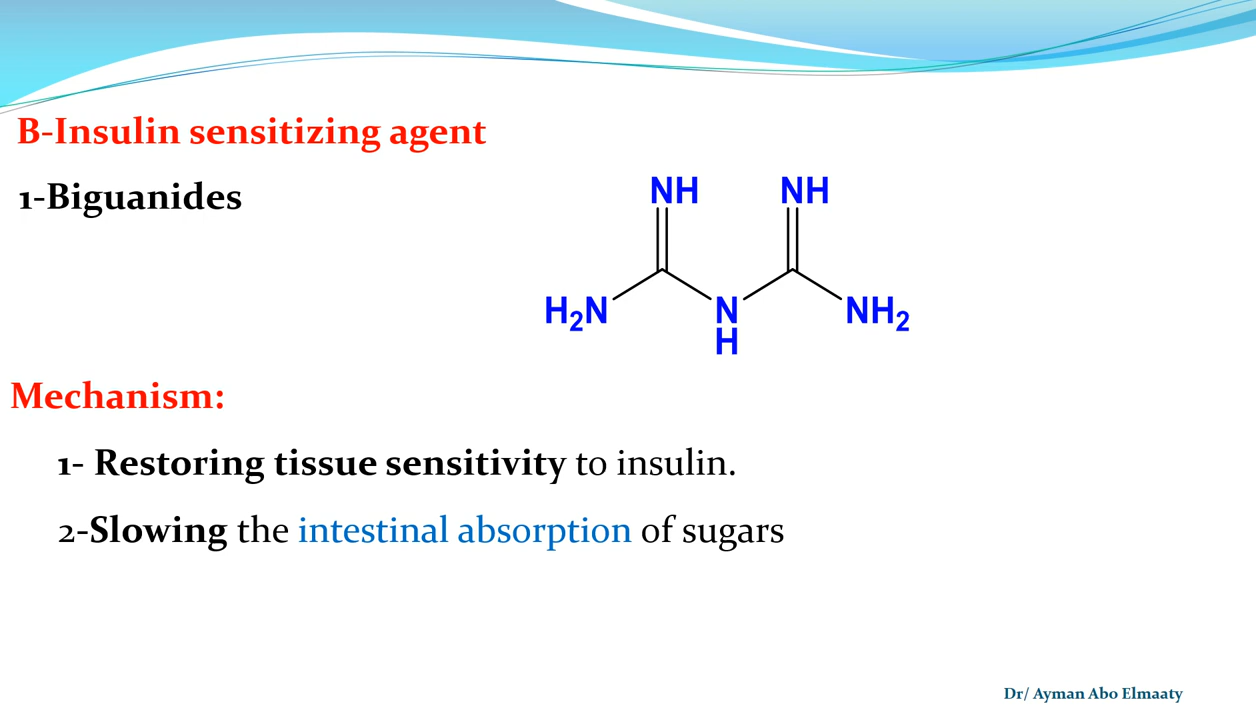 B-Insulin sensitizing agent
1-Biguanides
NH NH
H2N N NH2
H
Mechanism:
1- Restoring tissue sensitivity to insulin.
2-Slowing the intestinal absorption of sugars
Dr/ Ayman Abo Elmaaty